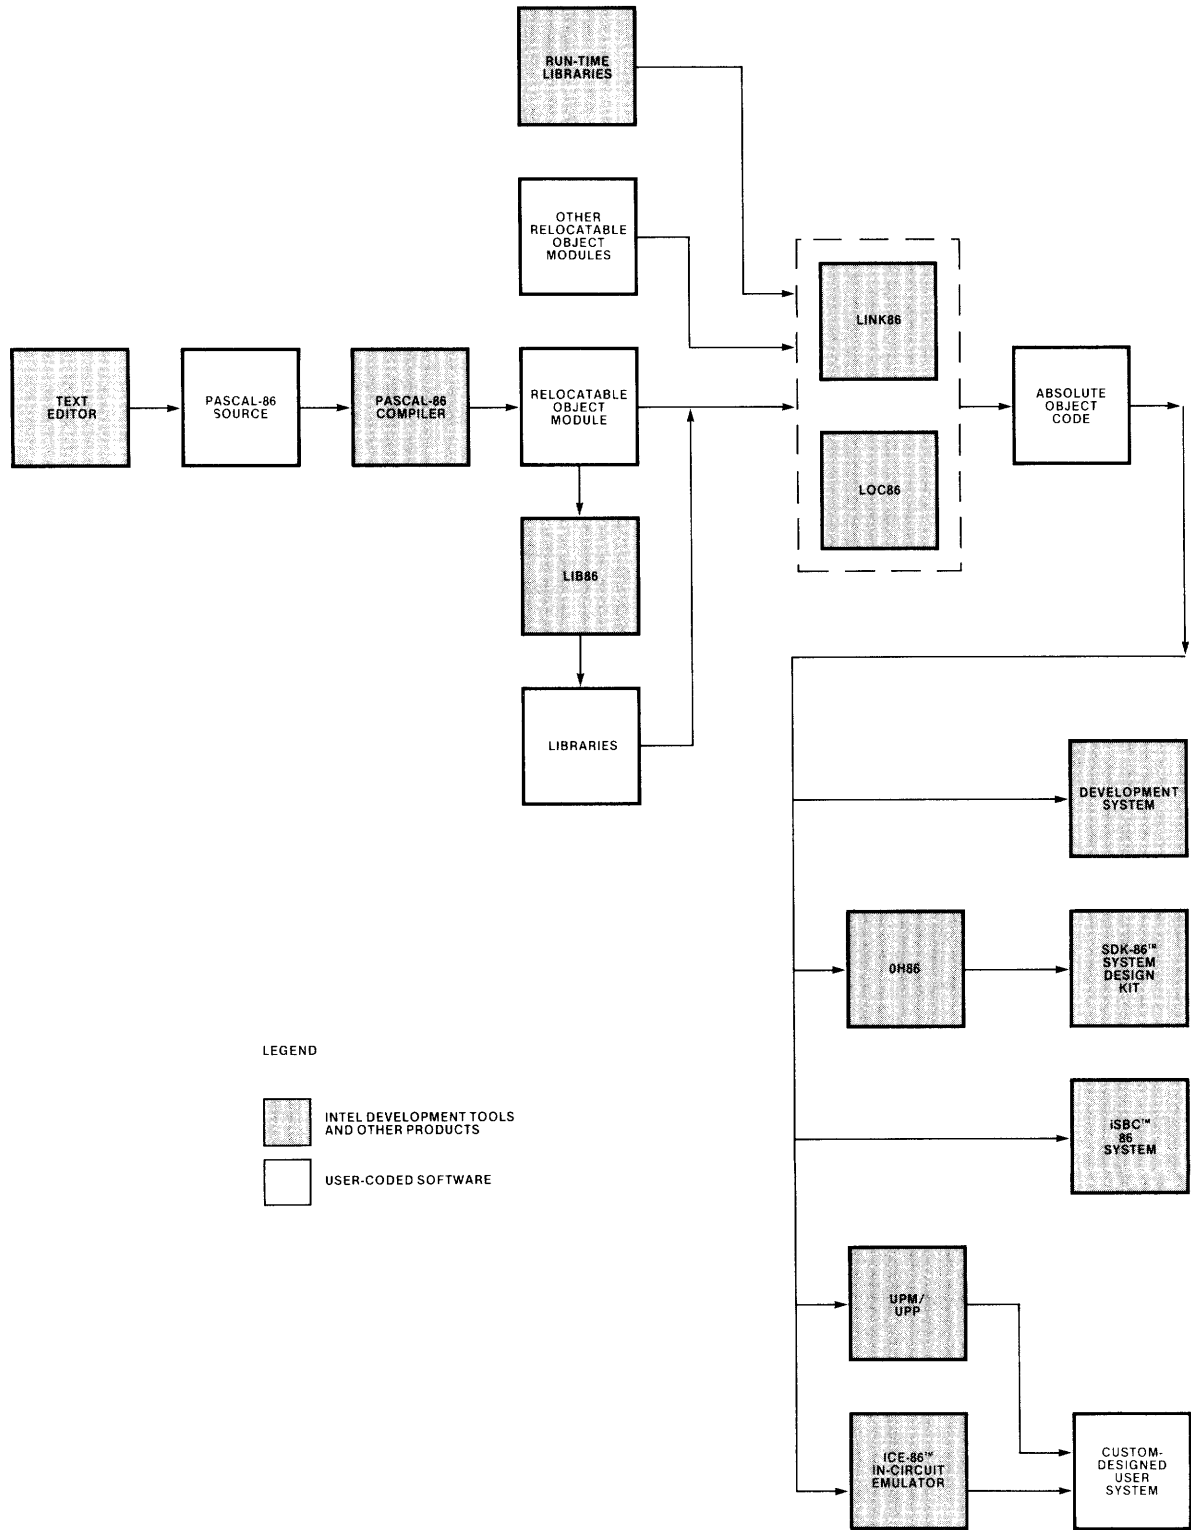 RUN-TIME
LIBRARIES
OTHER
RELOCATABLE
OBJECT
MODULES
LINK86
TEXT
EDITOR
PASCAL-86
SOURCE
PASCAL-86
COMPILER
RELOCATABLE
OBJECT
MODULE
ABSOLUTE
OBJECT
CODE
LOC86
LIB86
LIBRARIES
DEVELOPMENT
SYSTEM
OH86
SDK-86™
SYSTEM
DESIGN
KIT
LEGEND
INTEL DEVELOPMENT TOOLS
AND OTHER PRODUCTS
USER-CODED SOFTWARE
iSBC™
86
SYSTEM
UPM/
UPP
ICE-86™
IN-CIRCUIT
EMULATOR
CUSTOM-
DESIGNED
USER
SYSTEM